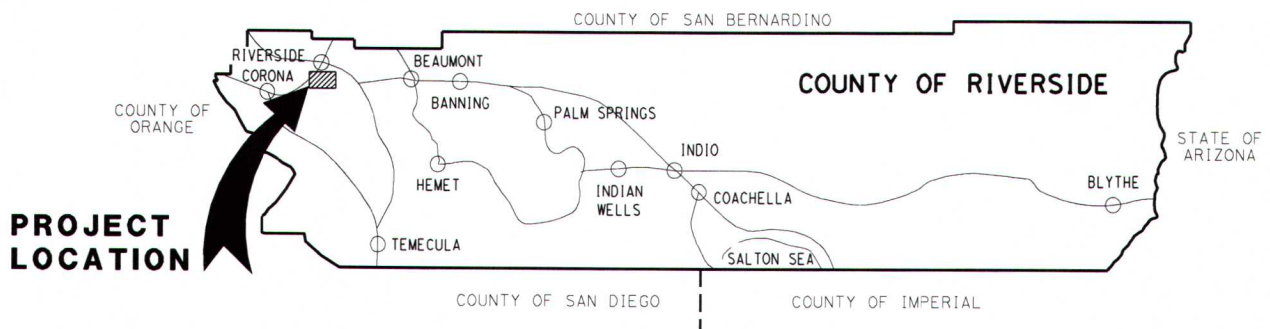 COUNTY OF SAN BERNARDINO
RIVERSIDE
CORONA
BEAUMONT
BANNING
COUNTY OF RIVERSIDE
COUNTY OF
ORANGE
PALM SPRINGS
STATE OF
ARIZONA
INDIO
HEMET
INDIAN
WELLS
COACHELLA
BLYTHE
PROJECT
LOCATION
TEMECULA
SALTON SEA
COUNTY OF SAN DIEGO
COUNTY OF IMPERIAL